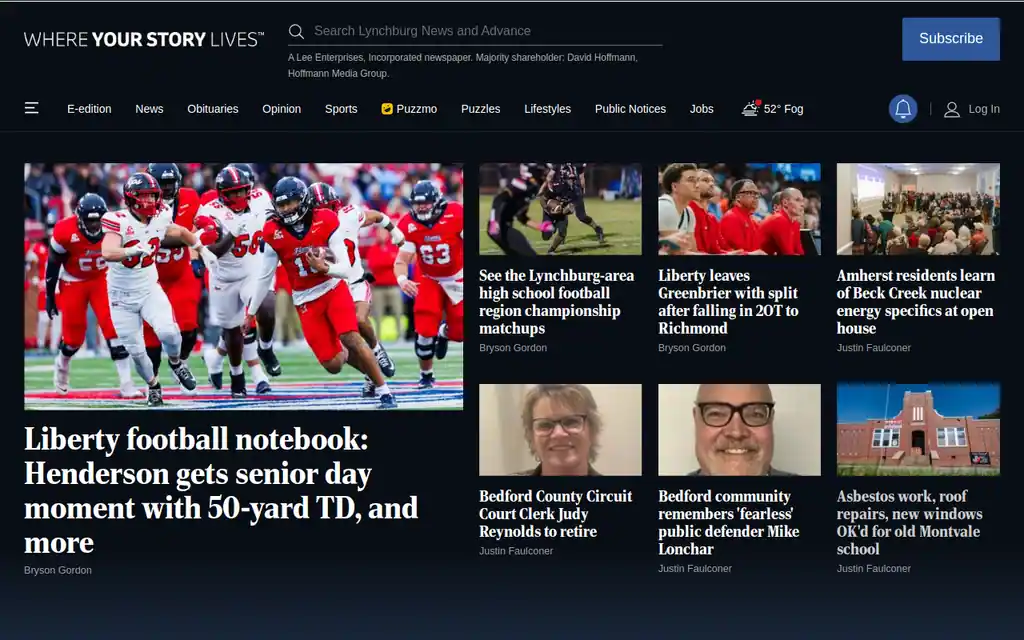 WHERE YOUR STORY LIVES™
Search Lynchburg News and Advance
A Lee Enterprises, Incorporated newspaper. Majority shareholder: David Hoffmann,
Hoffmann Media Group.
Subscribe
E-edition
News
Obituaries
Opinion
Sports
Puzzmo
Puzzles
Lifestyles
Public Notices
Jobs
52° Fog
Log In
Liberty football notebook:
Henderson gets senior day
moment with 50-yard TD, and
more
Bryson Gordon
See the Lynchburg-area
high school football
region championship
matchups
Bryson Gordon
Liberty leaves
Greenbrier with split
after falling in 2OT to
Richmond
Bryson Gordon
Amherst residents learn
of Beck Creek nuclear
energy specifics at open
house
Justin Faulconer
Bedford County Circuit
Court Clerk Judy
Reynolds to retire
Justin Faulconer
Bedford community
remembers 'fearless'
public defender Mike
Lonchar
Justin Faulconer
Asbestos work, roof
repairs, new windows
OK'd for old Montvale
school
Justin Faulconer